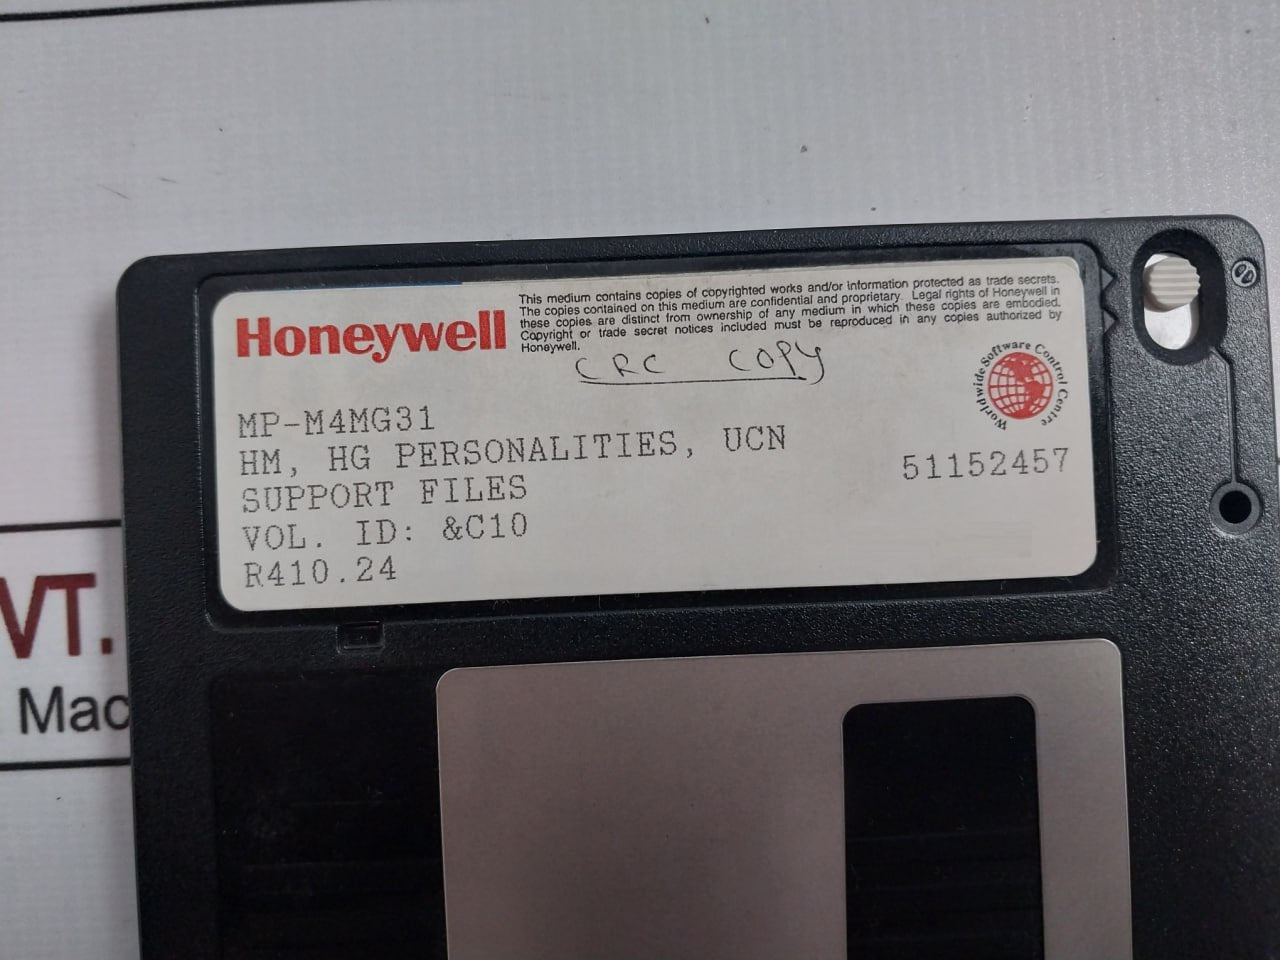 Honeywell
This medium contains copies of copyrighted works and/or information protected as trade secrets.
The copies contained on this medium are confidential and proprietary. Legal rights of Honeywell in
these copies are distinct from ownership of any medium in which these copies are embodied.
Copyright or trade secret notices included must be reproduced in any copies authorized by
Honeywell.
CRC COPY
Worldwide Software Control Centre
MP-M4MG31
HM, HG PERSONALITIES, UCN
SUPPORT FILES
VOL. ID: &C10
R410.24
51152457
VT.
Mac